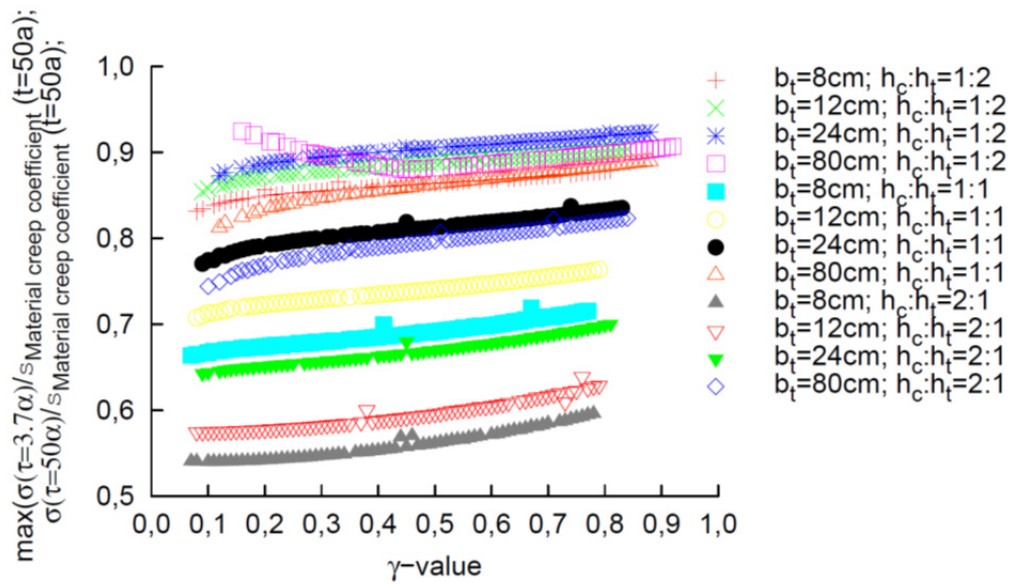 max(σ(τ=3.7α)/SMaterial creep coefficient (t=50a);
σ(τ=50α)/SMaterial creep coefficient (t=50a);
1,0
0,9
0,8
0,7
0,6
0,5
0,0 0,1 0,2 0,3 0,4 0,5 0,6 0,7 0,8 0,9 1,0
γ−value
bt=8cm; hc:ht=1:2
bt=12cm; hc:ht=1:2
bt=24cm; hc:ht=1:2
bt=80cm; hc:ht=1:2
bt=8cm; hc:ht=1:1
bt=12cm; hc:ht=1:1
bt=24cm; hc:ht=1:1
bt=80cm; hc:ht=1:1
bt=8cm; hc:ht=2:1
bt=12cm; hc:ht=2:1
bt=24cm; hc:ht=2:1
bt=80cm; hc:ht=2:1